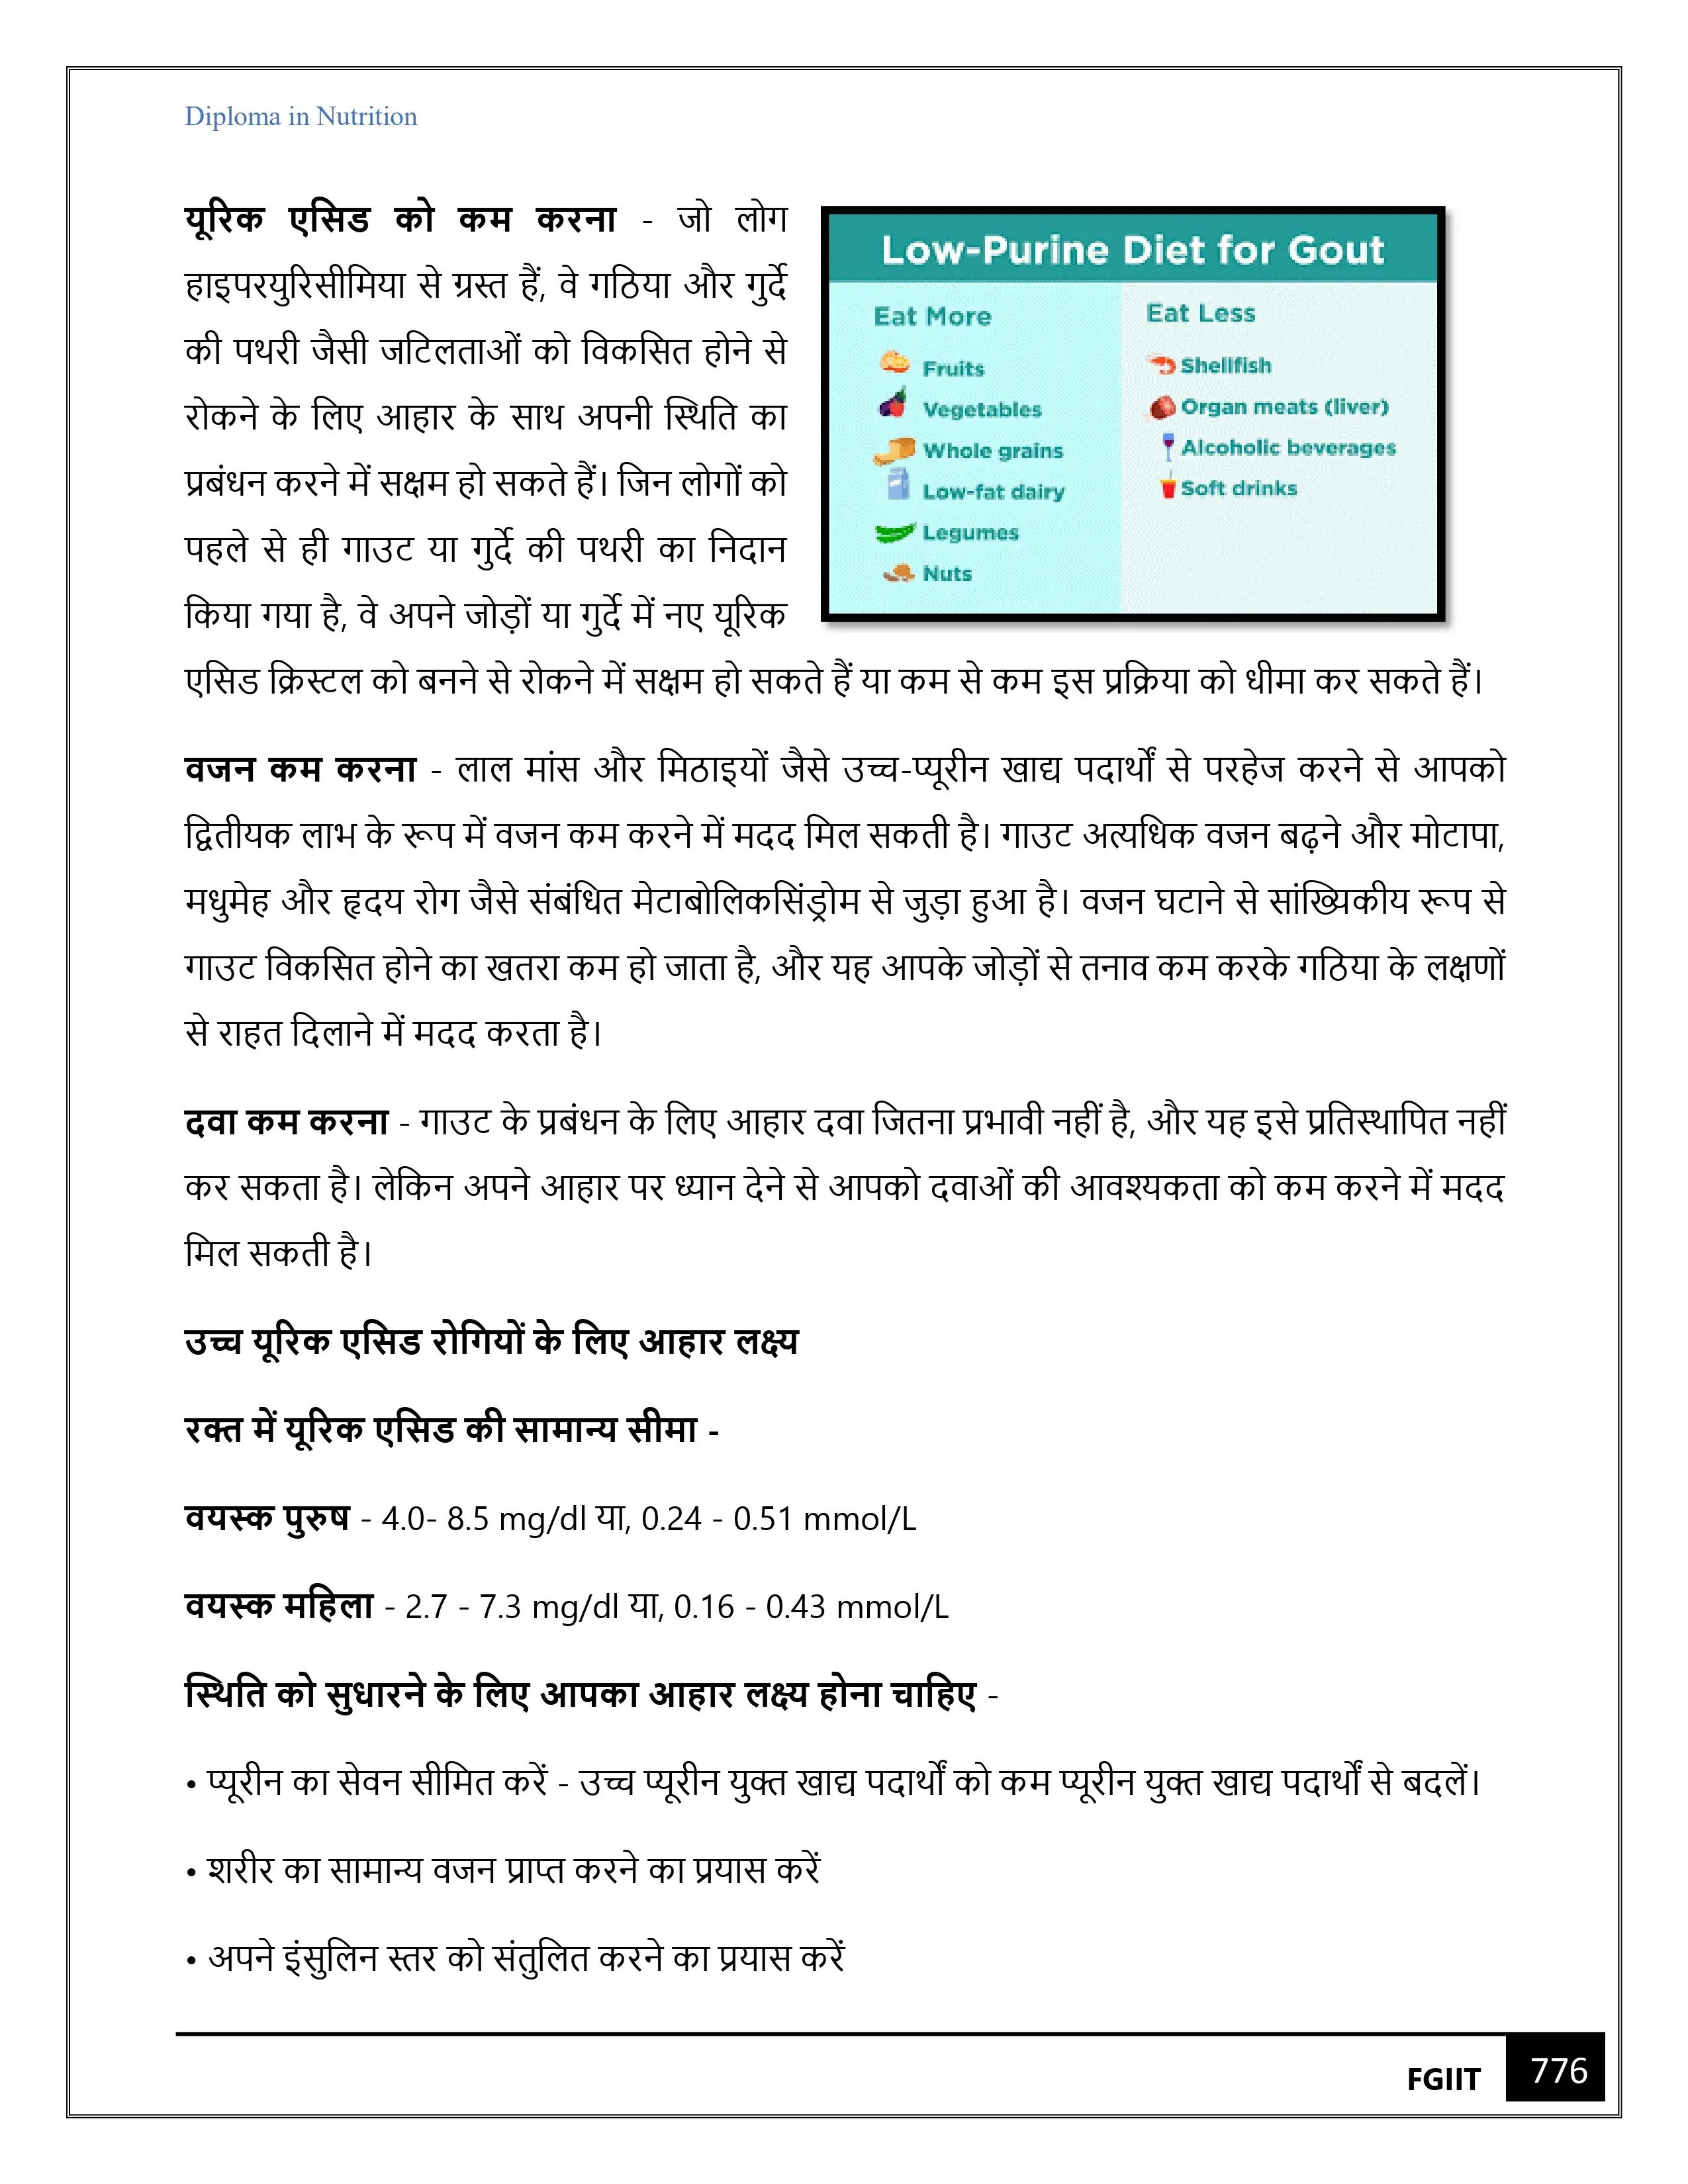 Diploma in Nutrition
यूरिक एसिड को कम करना - जो लोग
हाइपरयुरिसीमिया से ग्रस्त हैं, वे गठिया और गुर्दे
की पथरी जैसी जटिलताओं को विकसित होने से
रोकने के लिए आहार के साथ अपनी स्थिति का
प्रबंधन करने में सक्षम हो सकते हैं। जिन लोगों को
पहले से ही गाउट या गुर्दे की पथरी का निदान
किया गया है, वे अपने जोड़ों या गुर्दे में नए यूरिक
एसिड क्रिस्टल को बनने से रोकने में सक्षम हो सकते हैं या कम से कम इस प्रक्रिया को धीमा कर सकते हैं।
Low-Purine Diet for Gout
Eat More
Fruits
Vegetables
Whole grains
Low-fat dairy
Legumes
Nuts
Eat Less
Shellfish
Organ meats (liver)
Alcoholic beverages
Soft drinks
वजन कम करना - लाल मांस और मिठाइयों जैसे उच्च-प्यूरीन खाद्य पदार्थों से परहेज करने से आपको
द्वितीयक लाभ के रूप में वजन कम करने में मदद मिल सकती है। गाउट अत्यधिक वजन बढ़ने और मोटापा,
मधुमेह और हृदय रोग जैसे संबंधित मेटाबोलिकसिंड्रोम से जुड़ा हुआ है। वजन घटाने से सांख्यिकीय रूप से
गाउट विकसित होने का खतरा कम हो जाता है, और यह आपके जोड़ों से तनाव कम करके गठिया के लक्षणों
से राहत दिलाने में मदद करता है।
दवा कम करना - गाउट के प्रबंधन के लिए आहार दवा जितना प्रभावी नहीं है, और यह इसे प्रतिस्थापित नहीं
कर सकता है। लेकिन अपने आहार पर ध्यान देने से आपको दवाओं की आवश्यकता को कम करने में मदद
मिल सकती है।
उच्च यूरिक एसिड रोगियों के लिए आहार लक्ष्य
रक्त में यूरिक एसिड की सामान्य सीमा -
वयस्क पुरुष - 4.0- 8.5 mg/dl या, 0.24 - 0.51 mmol/L
वयस्क महिला - 2.7 - 7.3 mg/dl या, 0.16 - 0.43 mmol/L
स्थिति को सुधारने के लिए आपका आहार लक्ष्य होना चाहिए -
• प्यूरीन का सेवन सीमित करें - उच्च प्यूरीन युक्त खाद्य पदार्थों को कम प्यूरीन युक्त खाद्य पदार्थों से बदलें।
• शरीर का सामान्य वजन प्राप्त करने का प्रयास करें
• अपने इंसुलिन स्तर को संतुलित करने का प्रयास करें
FGIIT 776